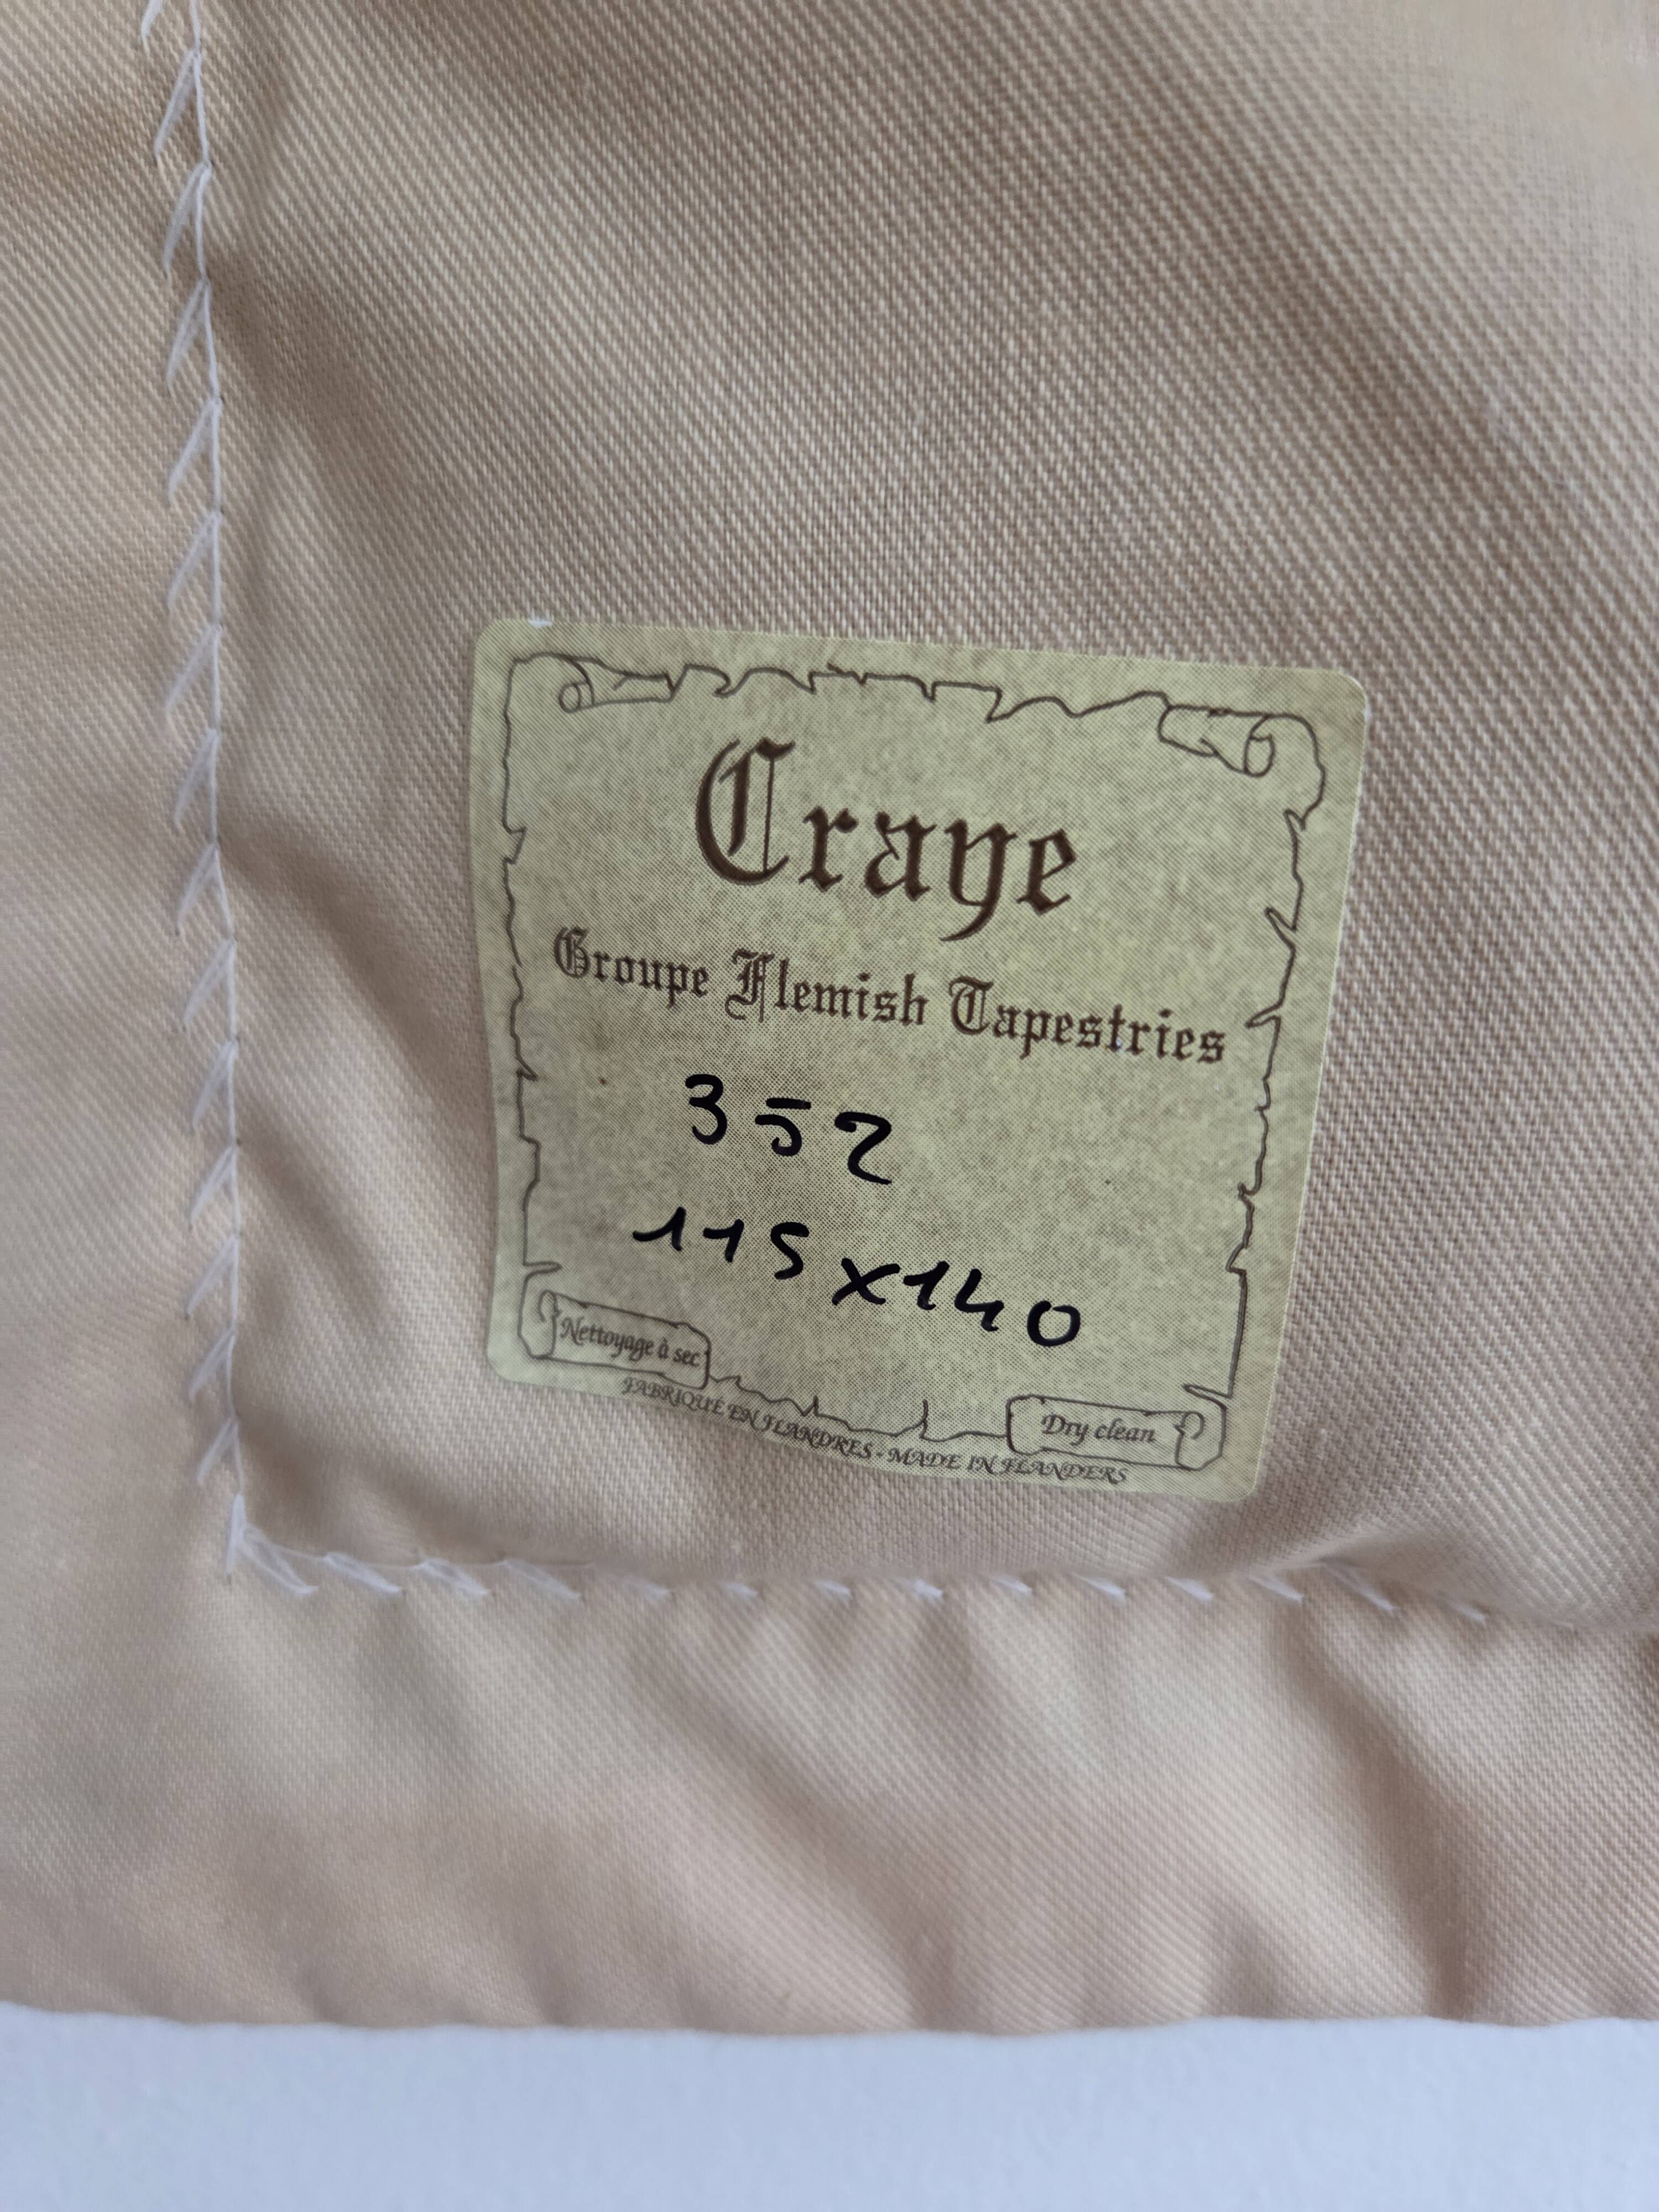 Craye
Groupe Flemish Tapestries
352
115x140
Nettoyage à sec
Dry clean
FABRIQUÉ EN FLANDRES - MADE IN FLANDERS